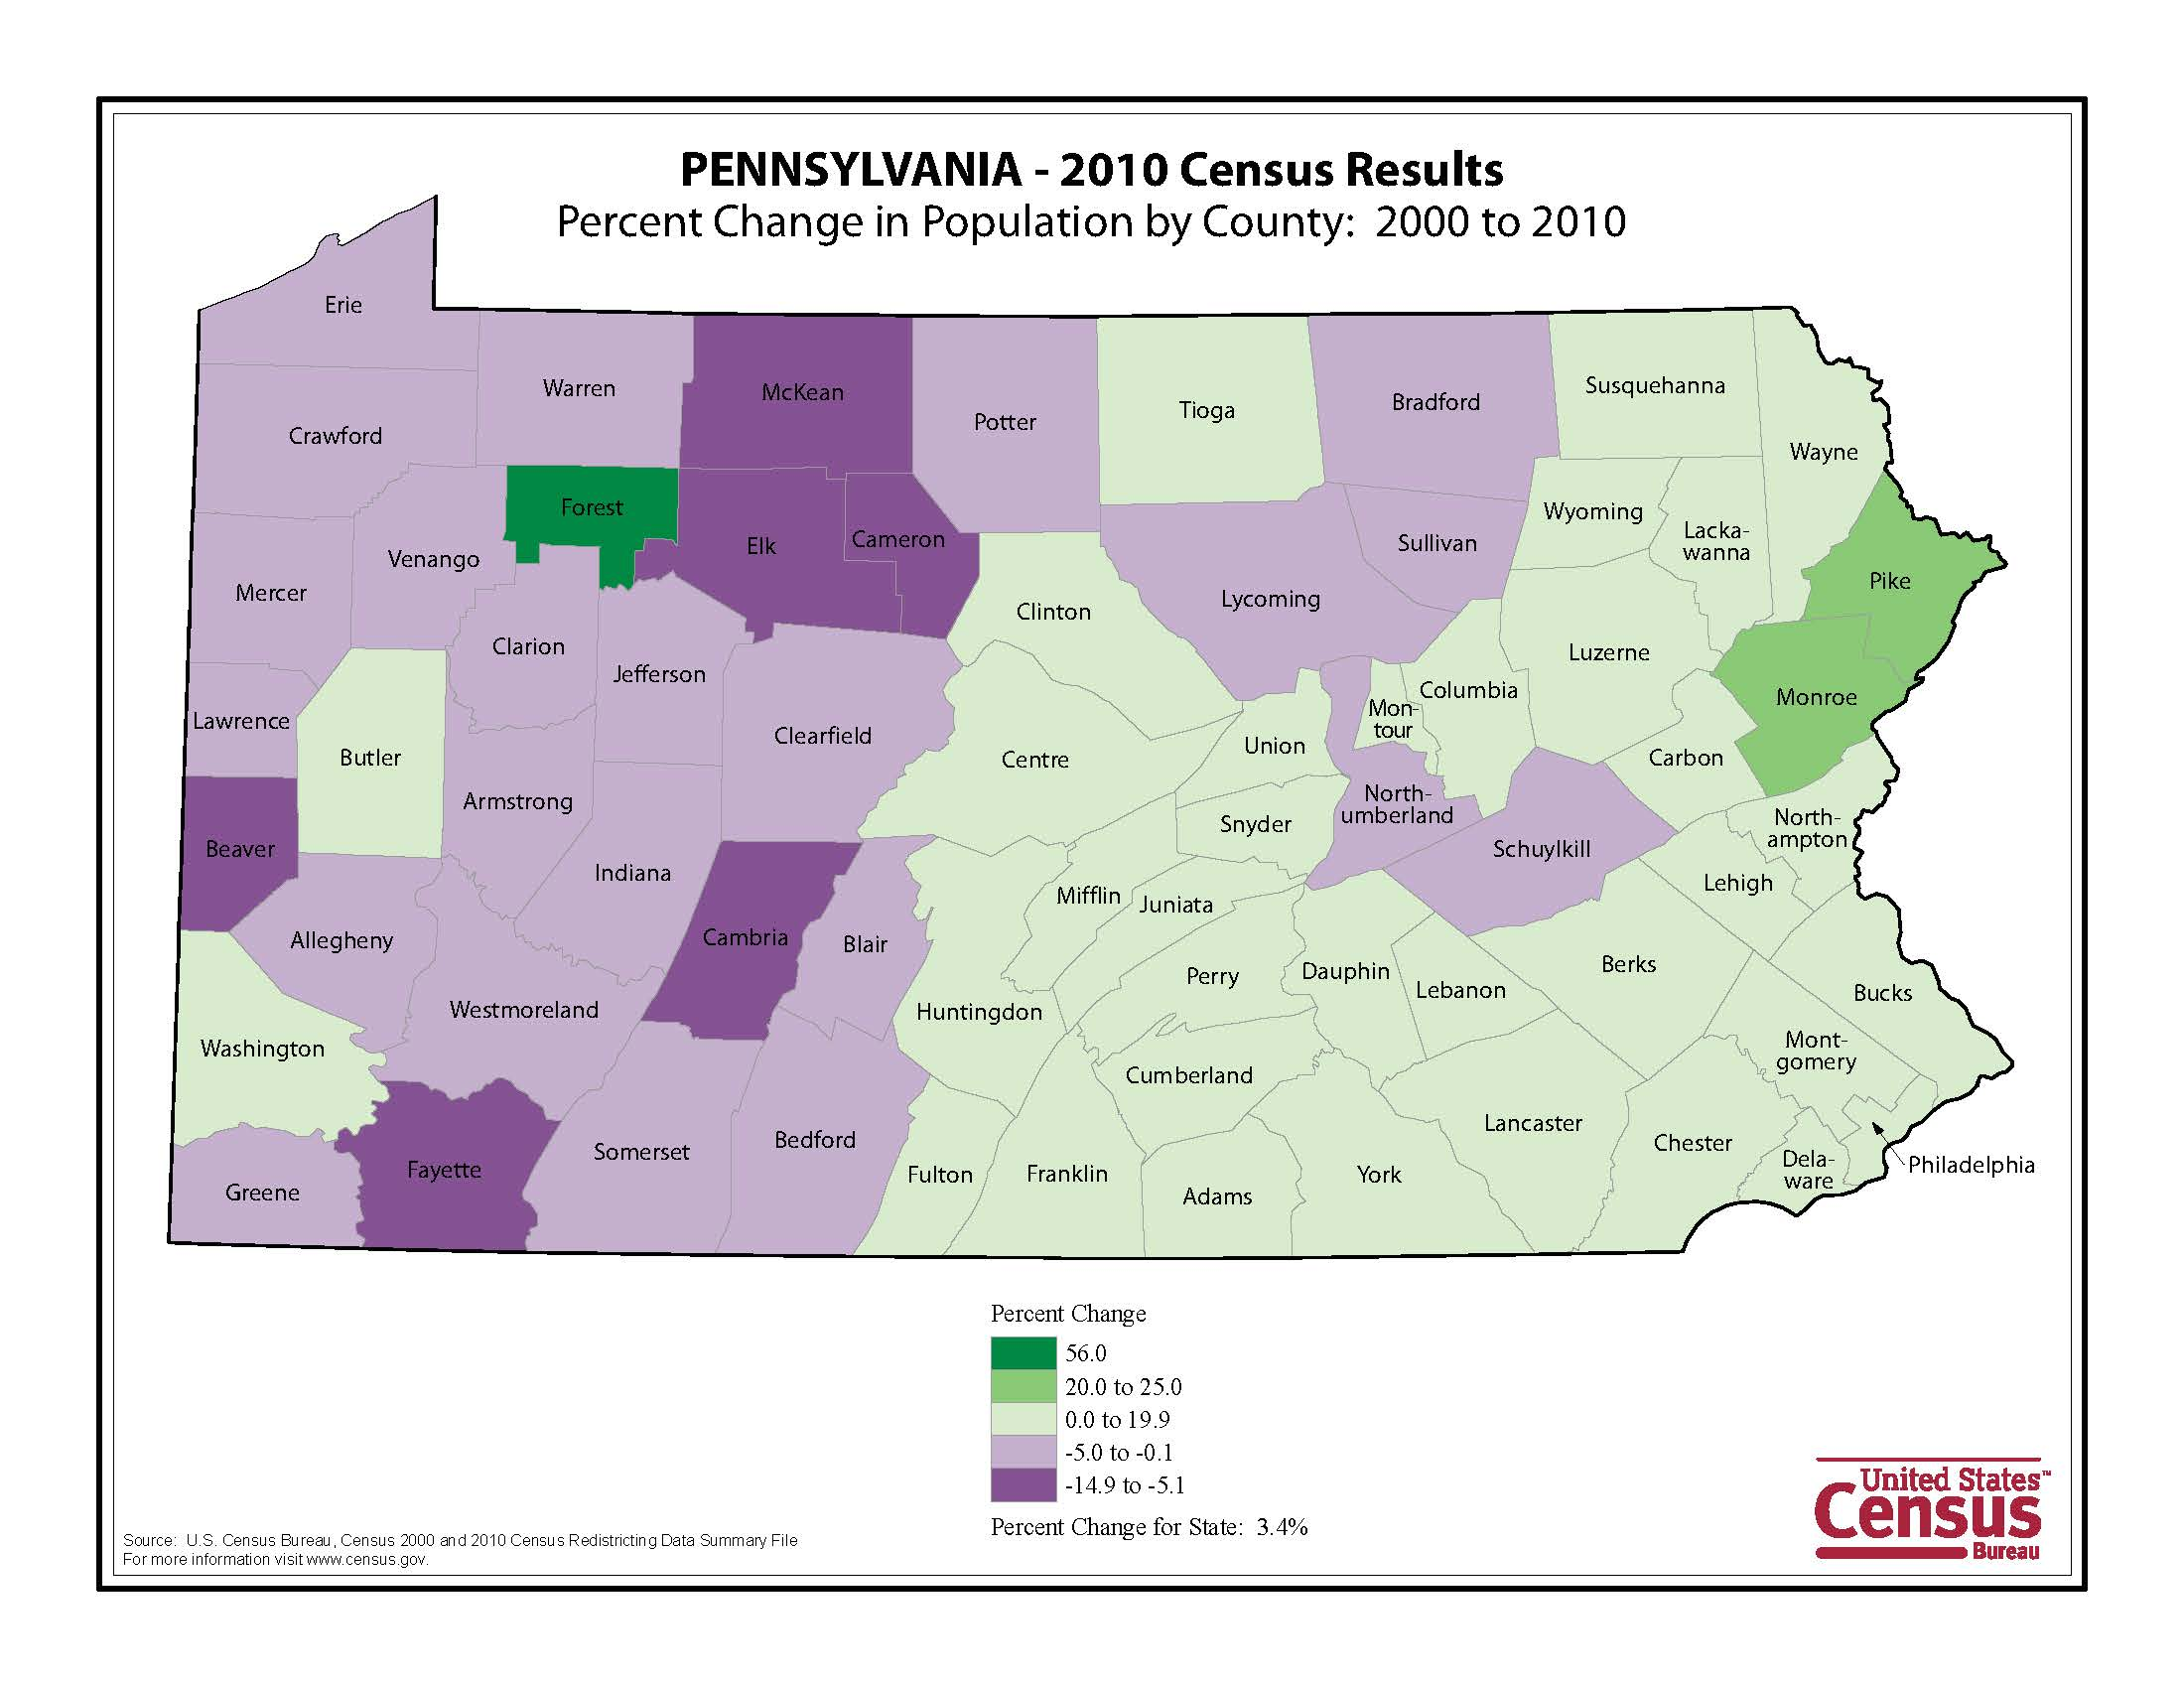 PENNSYLVANIA - 2010 Census Results
Percent Change in Population by County: 2000 to 2010
Erie
Warren
McKean
Potter
Tioga
Bradford
Susquehanna
Wayne
Crawford
Forest
Venango
Elk
Cameron
Clinton
Lycoming
Sullivan
Wyoming
Lacka-
wanna
Pike
Mercer
Clarion
Jefferson
Clearfield
Centre
Union
Mon-
tour
Columbia
Luzerne
Monroe
Lawrence
Butler
Armstrong
Indiana
Snyder
North-
umberland
Schuylkill
Carbon
North-
ampton
Lehigh
Beaver
Allegheny
Westmoreland
Cambria
Blair
Huntingdon
Mifflin
Juniata
Perry
Dauphin
Lebanon
Berks
Bucks
Mont-
gomery
Washington
Greene
Fayette
Somerset
Bedford
Fulton
Franklin
Cumberland
Adams
York
Lancaster
Chester
Dela-
ware
Philadelphia
Percent Change
56.0
20.0 to 25.0
0.0 to 19.9
-5.0 to -0.1
-14.9 to -5.1
Percent Change for State: 3.4%
Source: U.S. Census Bureau, Census 2000 and 2010 Census Redistricting Data Summary File
For more information visit www.census.gov.
United States™
Census
Bureau